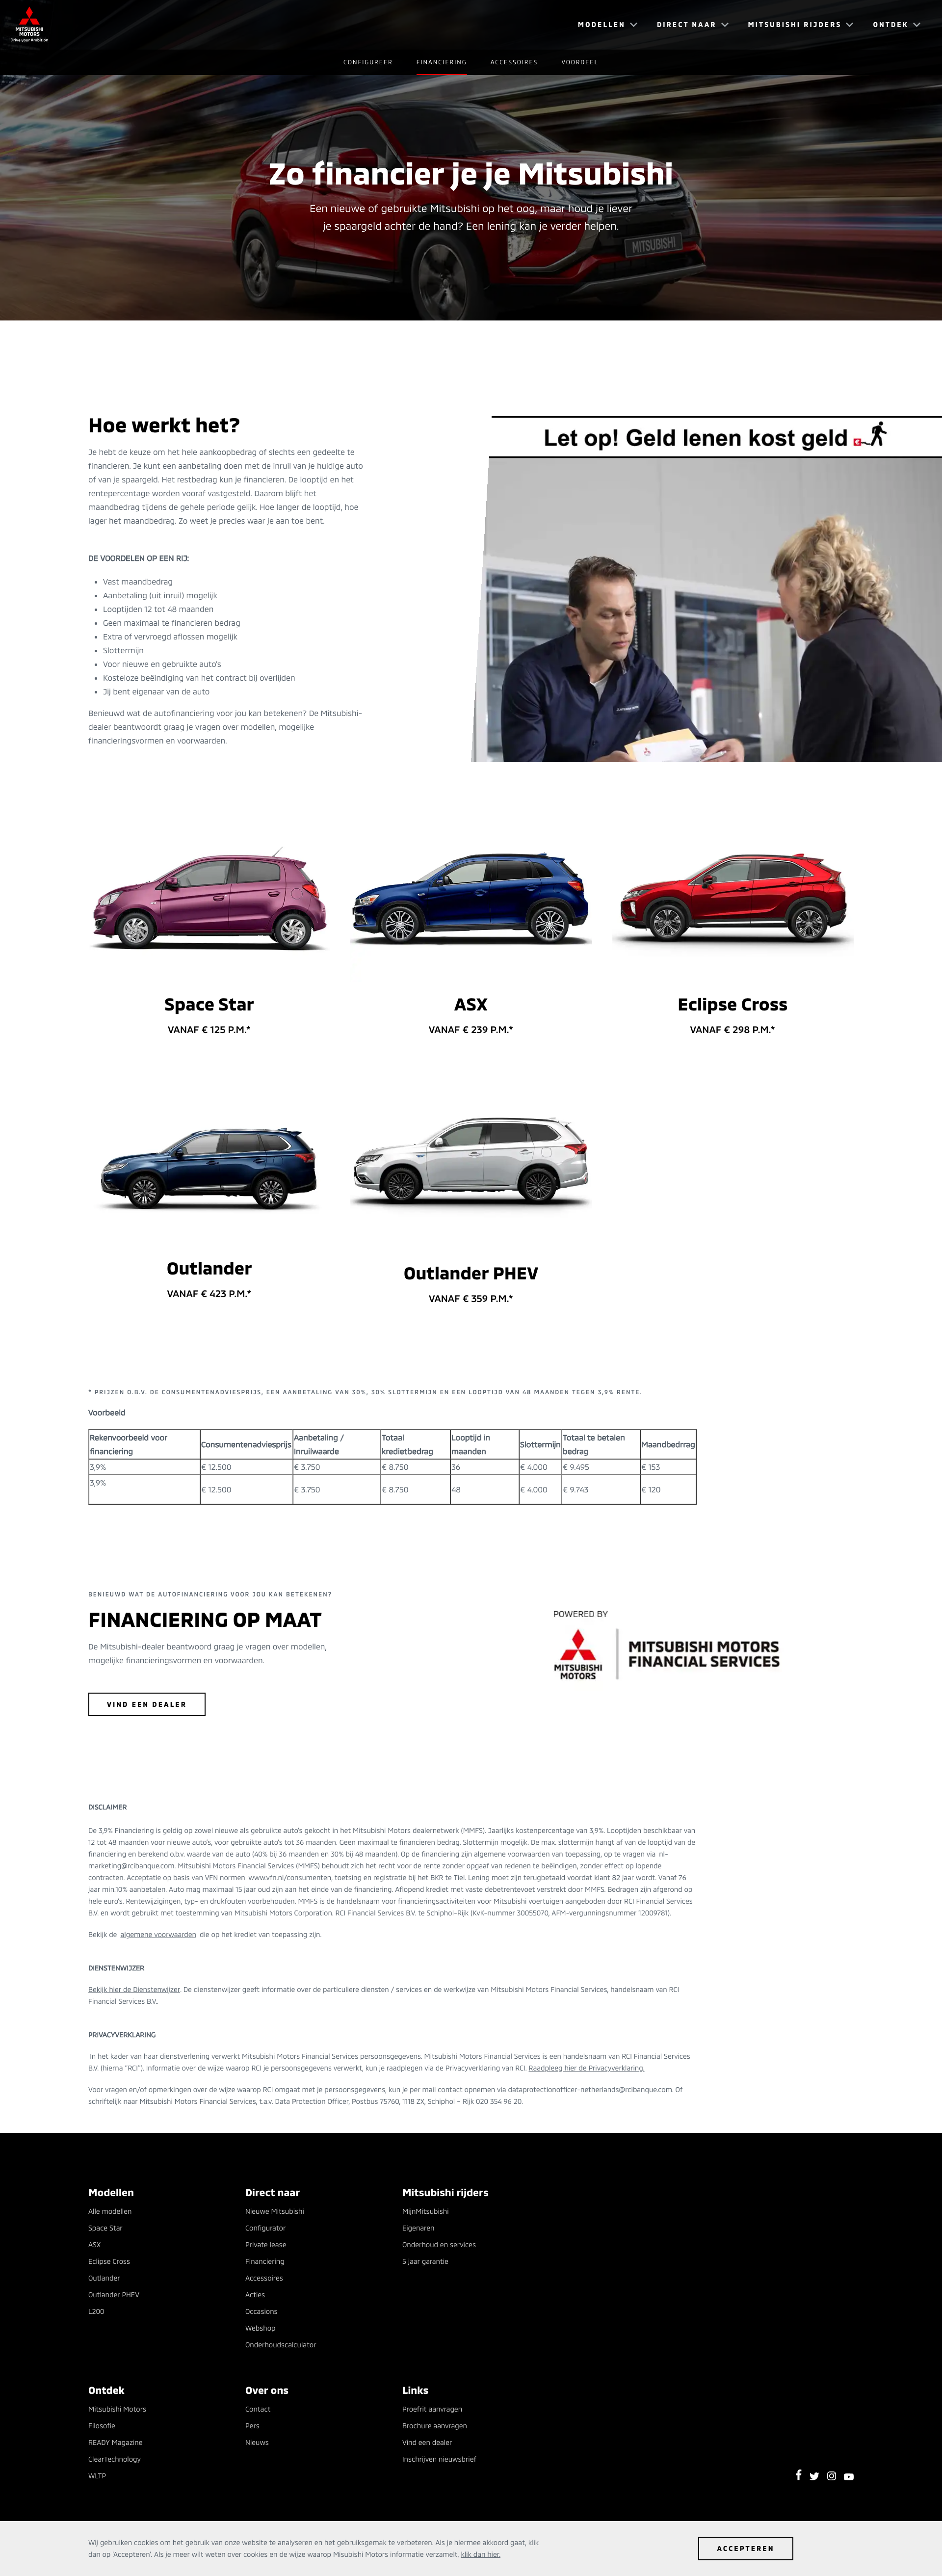 MITSUBISHI
MOTORS
Drive your Ambition
MODELLEN
DIRECT NAAR
MITSUBISHI RIJDERS
ONTDEK
CONFIGUREER
FINANCIERING
ACCESSOIRES
VOORDEEL
Zo financier je je Mitsubishi
Een nieuwe of gebruikte Mitsubishi op het oog, maar houd je liever
je spaargeld achter de hand? Een lening kan je verder helpen.
MITSUBISHI
Hoe werkt het?
Je hebt de keuze om het hele aankoopbedrag of slechts een gedeelte te
financieren. Je kunt een aanbetaling doen met de inruil van je huidige auto
of van je spaargeld. Het restbedrag kun je financieren. De looptijd en het
rentepercentage worden vooraf vastgesteld. Daarom blijft het
maandbedrag tijdens de gehele periode gelijk. Hoe langer de looptijd, hoe
lager het maandbedrag. Zo weet je precies waar je aan toe bent.
DE VOORDELEN OP EEN RIJ:
• Vast maandbedrag
• Aanbetaling (uit inruil) mogelijk
• Looptijden 12 tot 48 maanden
• Geen maximaal te financieren bedrag
• Extra of vervroegd aflossen mogelijk
• Slottermijn
• Voor nieuwe en gebruikte auto's
• Kosteloze beëindiging van het contract bij overlijden
• Jij bent eigenaar van de auto
Benieuwd wat de autofinanciering voor jou kan betekenen? De Mitsubishi-
dealer beantwoordt graag je vragen over modellen, mogelijke
financieringsvormen en voorwaarden.
Let op! Geld lenen kost geld
Space Star
VANAF € 125 P.M.*
ASX
VANAF € 239 P.M.*
Eclipse Cross
VANAF € 298 P.M.*
Outlander
VANAF € 423 P.M.*
Outlander PHEV
VANAF € 359 P.M.*
* PRIJZEN O.B.V. DE CONSUMENTENADVIESPRIJS, EEN AANBETALING VAN 30%, 30% SLOTTERMIJN EN EEN LOOPTIJD VAN 48 MAANDEN TEGEN 3,9% RENTE.
Voorbeeld
Rekenvoorbeeld voor financiering Consumentenadviesprijs Aanbetaling / Inruilwaarde Totaal kredietbedrag Looptijd in maanden Slottermijn Totaal te betalen bedrag Maandbedrrag
3,9% € 12.500 € 3.750 € 8.750 36 € 4.000 € 9.495 € 153
3,9% € 12.500 € 3.750 € 8.750 48 € 4.000 € 9.743 € 120
BENIEUWD WAT DE AUTOFINANCIERING VOOR JOU KAN BETEKENEN?
FINANCIERING OP MAAT
De Mitsubishi-dealer beantwoord graag je vragen over modellen,
mogelijke financieringsvormen en voorwaarden.
VIND EEN DEALER
POWERED BY
MITSUBISHI
MOTORS
MITSUBISHI MOTORS
FINANCIAL SERVICES
DISCLAIMER
De 3,9% Financiering is geldig op zowel nieuwe als gebruikte auto's gekocht in het Mitsubishi Motors dealernetwerk (MMFS). Jaarlijks kostenpercentage van 3,9%. Looptijden beschikbaar van
12 tot 48 maanden voor nieuwe auto's, voor gebruikte auto's tot 36 maanden. Geen maximaal te financieren bedrag. Slottermijn mogelijk. De max. slottermijn hangt af van de looptijd van de
financiering en berekend o.b.v. waarde van de auto (40% bij 36 maanden en 30% bij 48 maanden). Op de financiering zijn algemene voorwaarden van toepassing, op te vragen via nl-
marketing@rcibanque.com. Mitsubishi Motors Financial Services (MMFS) behoudt zich het recht voor de rente zonder opgaaf van redenen te beëindigen, zonder effect op lopende
contracten. Acceptatie op basis van VFN normen www.vfn.nl/consumenten, toetsing en registratie bij het BKR te Tiel. Lening moet zijn terugbetaald voordat klant 82 jaar wordt. Vanaf 76
jaar min.10% aanbetalen. Auto mag maximaal 15 jaar oud zijn aan het einde van de financiering. Aflopend krediet met vaste debetrentevoet verstrekt door MMFS. Bedragen zijn afgerond op
hele euro's. Rentewijzigingen, typ- en drukfouten voorbehouden. MMFS is de handelsnaam voor financieringsactiviteiten voor Mitsubishi voertuigen aangeboden door RCI Financial Services
B.V. en wordt gebruikt met toestemming van Mitsubishi Motors Corporation. RCI Financial Services B.V. te Schiphol-Rijk (KvK-nummer 30055070, AFM-vergunningsnummer 12009781).
Bekijk de algemene voorwaarden die op het krediet van toepassing zijn.
DIENSTENWIJZER
Bekijk hier de Dienstenwijzer. De dienstenwijzer geeft informatie over de particuliere diensten / services en de werkwijze van Mitsubishi Motors Financial Services, handelsnaam van RCI
Financial Services B.V.
PRIVACYVERKLARING
In het kader van haar dienstverlening verwerkt Mitsubishi Motors Financial Services persoonsgegevens. Mitsubishi Motors Financial Services is een handelsnaam van RCI Financial Services
B.V. (hierna "RCI"). Informatie over de wijze waarop RCI je persoonsgegevens verwerkt, kun je raadplegen via de Privacyverklaring van RCI. Raadpleeg hier de Privacyverklaring.
Voor vragen en/of opmerkingen over de wijze waarop RCI omgaat met je persoonsgegevens, kun je per mail contact opnemen via dataprotectionofficer-netherlands@rcibanque.com. Of
schriftelijk naar Mitsubishi Motors Financial Services, t.a.v. Data Protection Officer, Postbus 75760, 1118 ZX, Schiphol – Rijk 020 354 96 20.
Modellen
Alle modellen
Space Star
ASX
Eclipse Cross
Outlander
Outlander PHEV
L200
Direct naar
Nieuwe Mitsubishi
Configurator
Private lease
Financiering
Accessoires
Acties
Occasions
Webshop
Onderhoudscalculator
Mitsubishi rijders
MijnMitsubishi
Eigenaren
Onderhoud en services
5 jaar garantie
Ontdek
Mitsubishi Motors
Filosofie
READY Magazine
ClearTechnology
WLTP
Over ons
Contact
Pers
Nieuws
Links
Proefrit aanvragen
Brochure aanvragen
Vind een dealer
Inschrijven nieuwsbrief
Wij gebruiken cookies om het gebruik van onze website te analyseren en het gebruiksgemak te verbeteren. Als je hiermee akkoord gaat, klik
dan op 'Accepteren'. Als je meer wilt weten over cookies en de wijze waarop Misubishi Motors informatie verzamelt, klik dan hier.
ACCEPTEREN